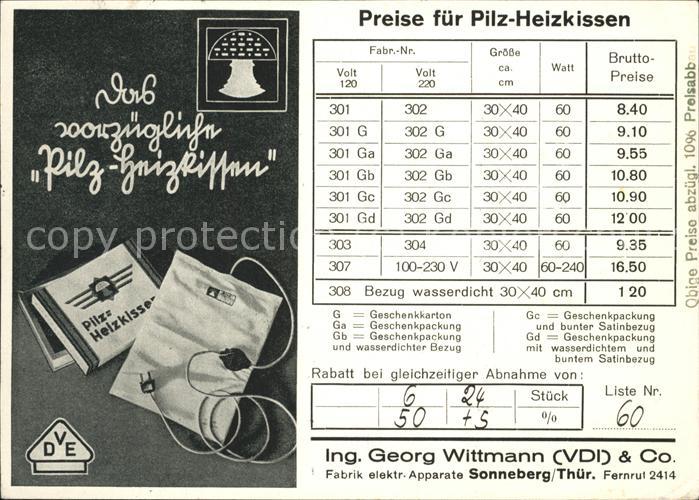 Das
vorzügliche
"Pilz-Heizkissen"
Pilz-
Heizkissen
DVE
Preise für Pilz-Heizkissen
Fabr.-Nr. Größe ca. cm Watt Brutto-Preise
Volt 120 Volt 220
301 302 30×40 60 8.40
301 G 302 G 30×40 60 9.10
301 Ga 302 Ga 30×40 60 9.55
301 Gb 302 Gb 30×40 60 10.80
301 Gc 302 Gc 30×40 60 10.90
301 Gd 302 Gd 30×40 60 12.00
303 304 30×40 60 9.35
307 100-230 V 30×40 60-240 16.50
308 Bezug wasserdicht 30×40 cm 1 20
G = Geschenkkarton
Ga = Geschenkpackung
Gb = Geschenkpackung
und wasserdichter Bezug
Gc = Geschenkpackung
und bunter Satinbezug
Gd = Geschenkpackung
mit wasserdichtem und
buntem Satinbezug
Rabatt bei gleichzeitiger Abnahme von:
6 24 Stück
50 +5 %
Liste Nr.
60
Ing. Georg Wittmann (VDI) & Co.
Fabrik elektr. Apparate Sonneberg/Thür. Fernruf 2414
Obige Preise abzügl. 10% Preisabbau
copy protection